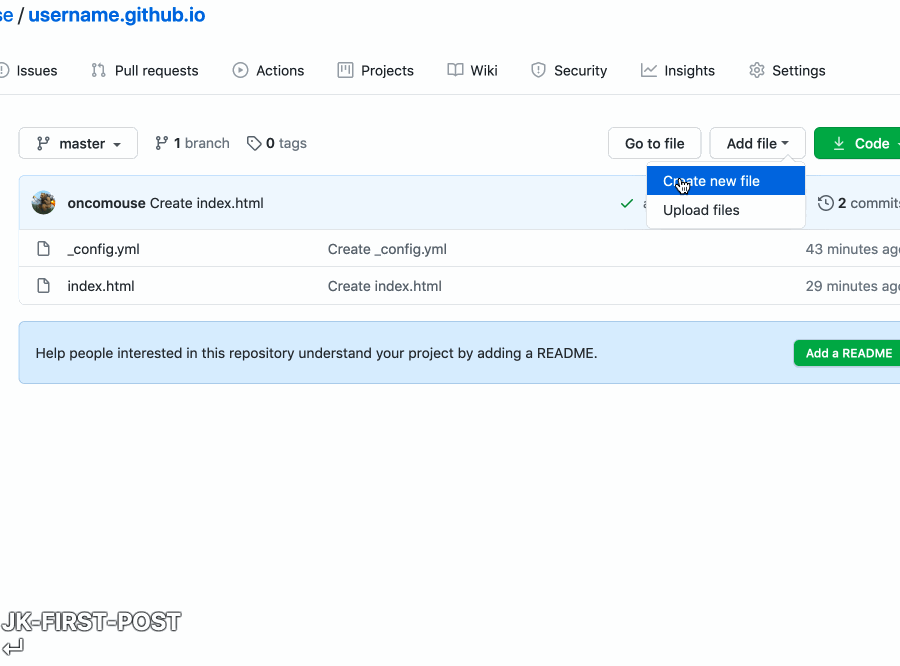 se / username.github.io
Issues Pull requests Actions Projects Wiki Security Insights Settings
master 1 branch 0 tags Go to file Add file Code
Create new file
oncomouse Create index.html 2 commits
Upload files
_config.yml Create _config.yml 43 minutes ago
index.html Create index.html 29 minutes ago
Help people interested in this repository understand your project by adding a README. Add a README
JK-FIRST-POST